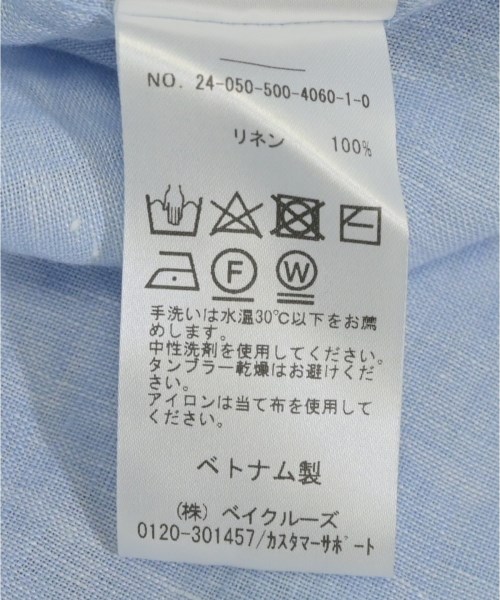 NO. 24-050-500-4060-1-0
リネン 100%
F W
手洗いは水温30℃以下をお薦
めします。
中性洗剤を使用してください。
タンブラー乾燥はお避けくだ
さい。
アイロンは当て布を使用して
ください。
ベトナム製
(株) ベイクルーズ
0120-301457/カスタマーサポート